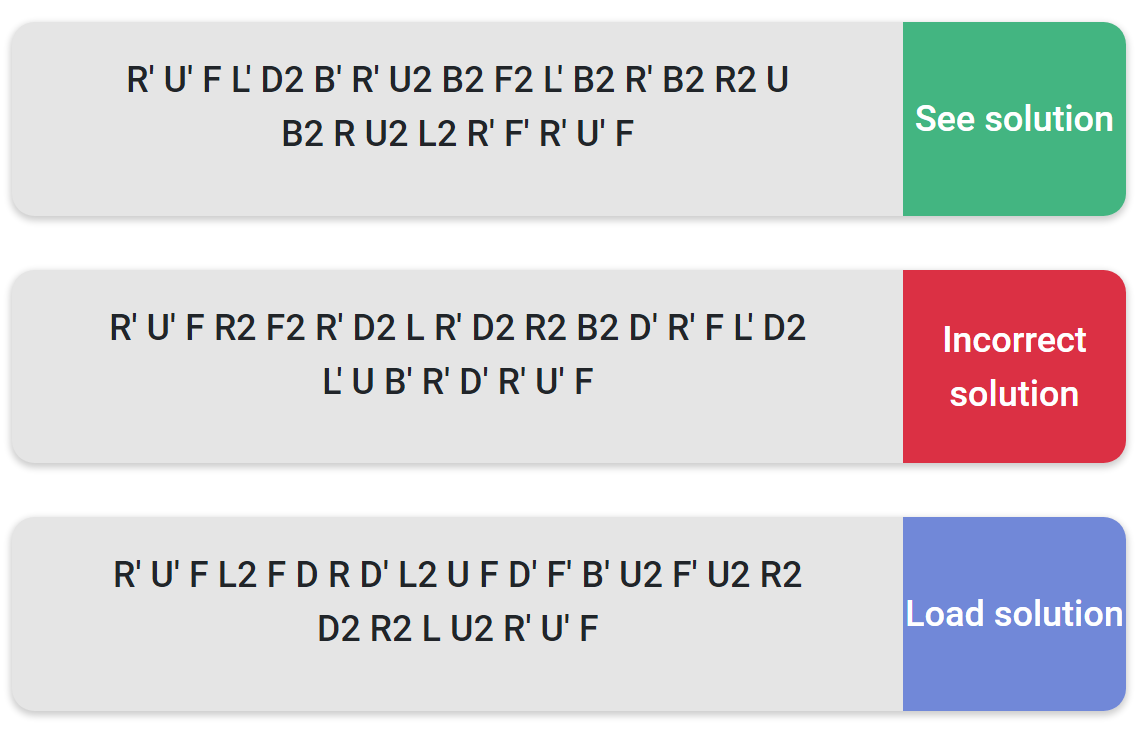 R' U' F L' D2 B' R' U2 B2 F2 L' B2 R' B2 R2 U
B2 R U2 L2 R' F' R' U' F
See solution
R' U' F R2 F2 R' D2 L R' D2 R2 B2 D' R' F L' D2
L' U B' R' D' R' U' F
Incorrect
solution
R' U' F L2 F D R D' L2 U F D' F' B' U2 F' U2 R2
D2 R2 L U2 R' U' F
Load solution